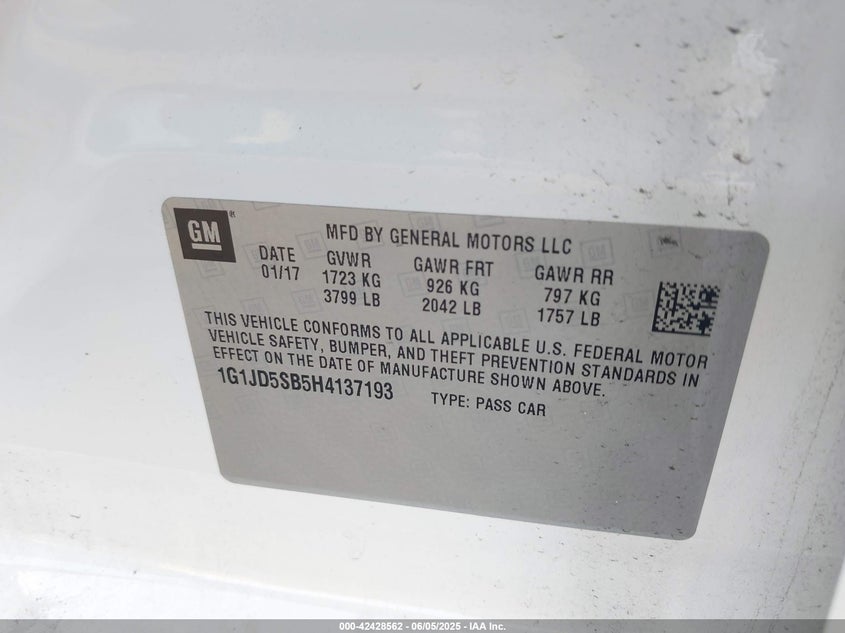 GM ®
MFD BY GENERAL MOTORS LLC
DATE GVWR GAWR FRT GAWR RR
01/17 1723 KG 926 KG 797 KG
3799 LB 2042 LB 1757 LB
THIS VEHICLE CONFORMS TO ALL APPLICABLE U.S. FEDERAL MOTOR
VEHICLE SAFETY, BUMPER, AND THEFT PREVENTION STANDARDS IN
EFFECT ON THE DATE OF MANUFACTURE SHOWN ABOVE.
1G1JD5SB5H4137193 TYPE: PASS CAR
000-42428562 - 06/05/2025 - IAA Inc.